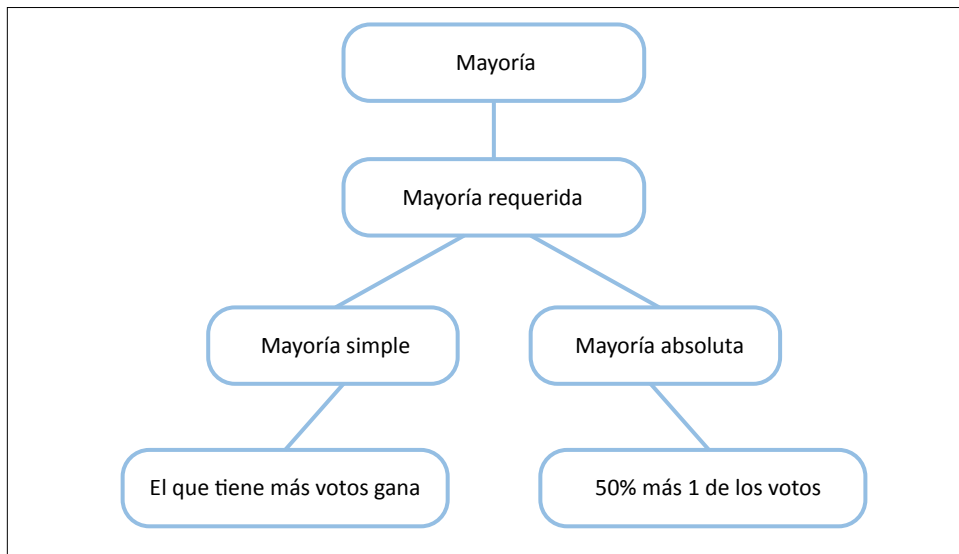 Mayoría
Mayoría requerida
Mayoría simple
Mayoría absoluta
El que tiene más votos gana
50% más 1 de los votos